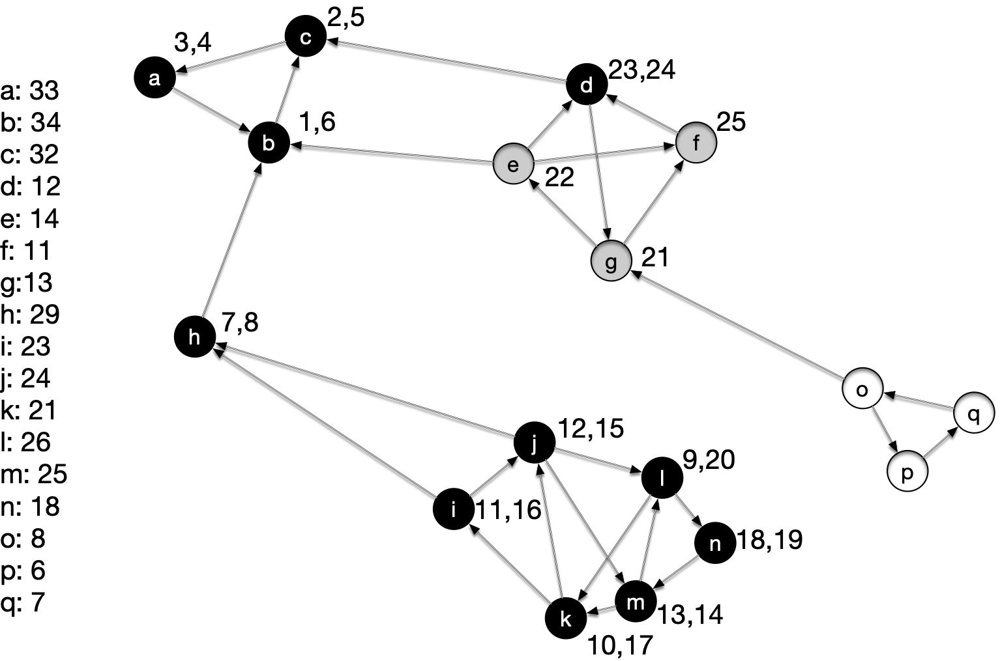 a: 33
b: 34
c: 32
d: 12
e: 14
f: 11
g:13
h: 29
i: 23
j: 24
k: 21
l: 26
m: 25
n: 18
o: 8
p: 6
q: 7
c
2,5
a
3,4
b
1,6
d
23,24
f
25
e
22
g
21
h
7,8
o
q
p
j
12,15
l
9,20
i
11,16
n
18,19
m
13,14
k
10,17